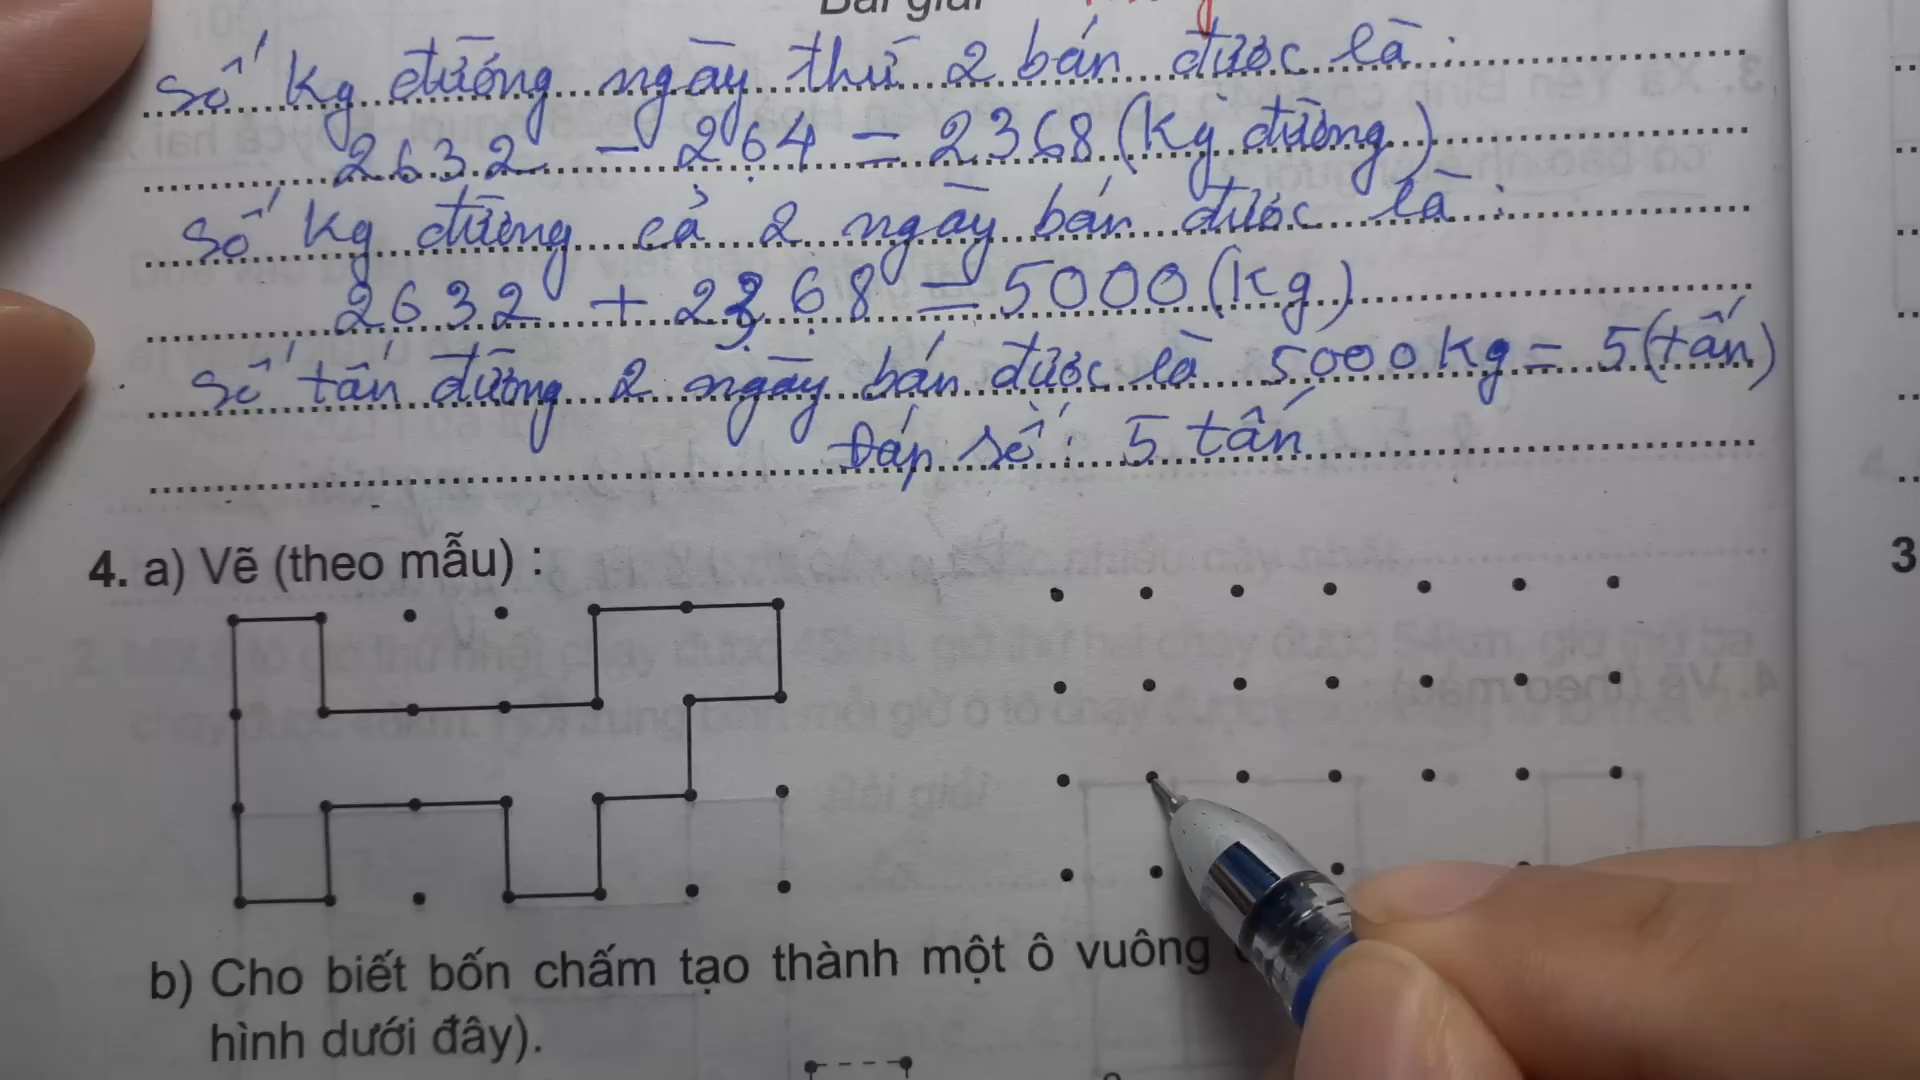 Bài giải
Số Kg đường ngày thứ 2 bán được là :
2632 - 264 = 2368 (Kg đường)
Số Kg đường cả 2 ngày bán được là :
2632 + 2368 = 5000 (Kg)
Số tấn đường 2 ngày bán được là 5000 Kg = 5 (tấn)
Đáp số : 5 tấn
4. a) Vẽ (theo mẫu) :
3
b) Cho biết bốn chấm tạo thành một ô vuông
hình dưới đây).